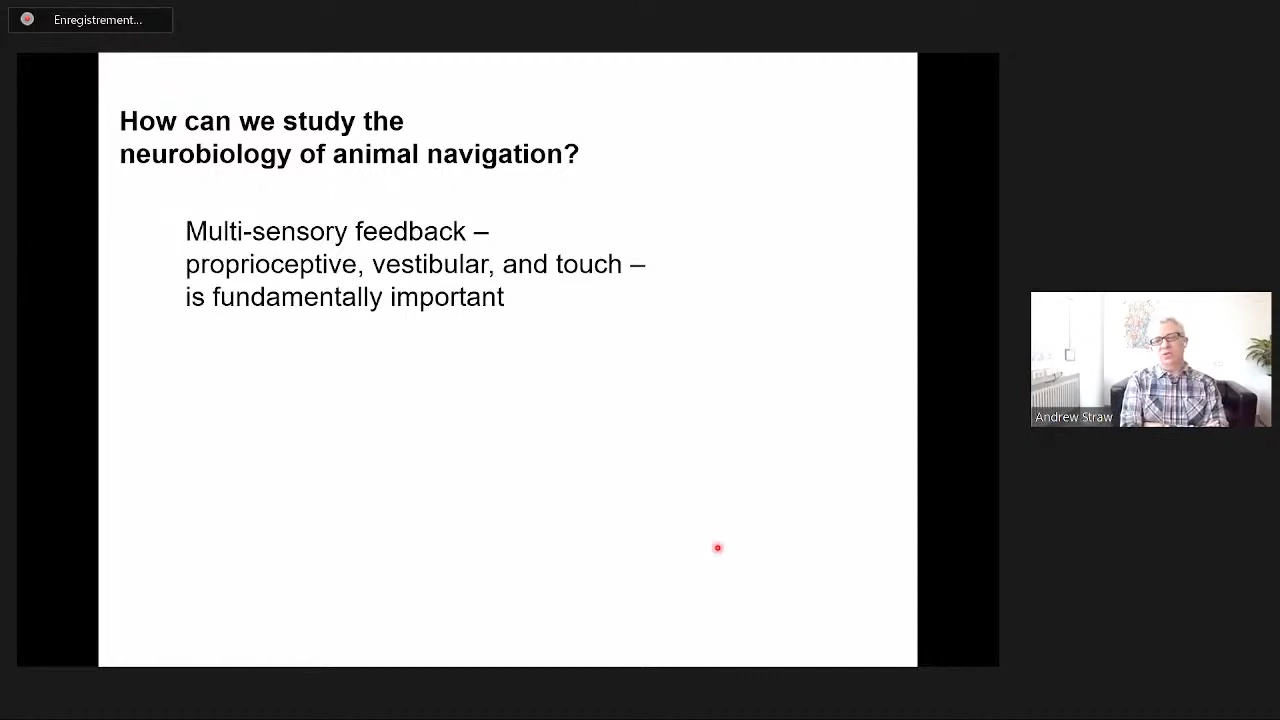 Enregistrement...
How can we study the
neurobiology of animal navigation?
Multi-sensory feedback –
proprioceptive, vestibular, and touch –
is fundamentally important
Andrew Straw